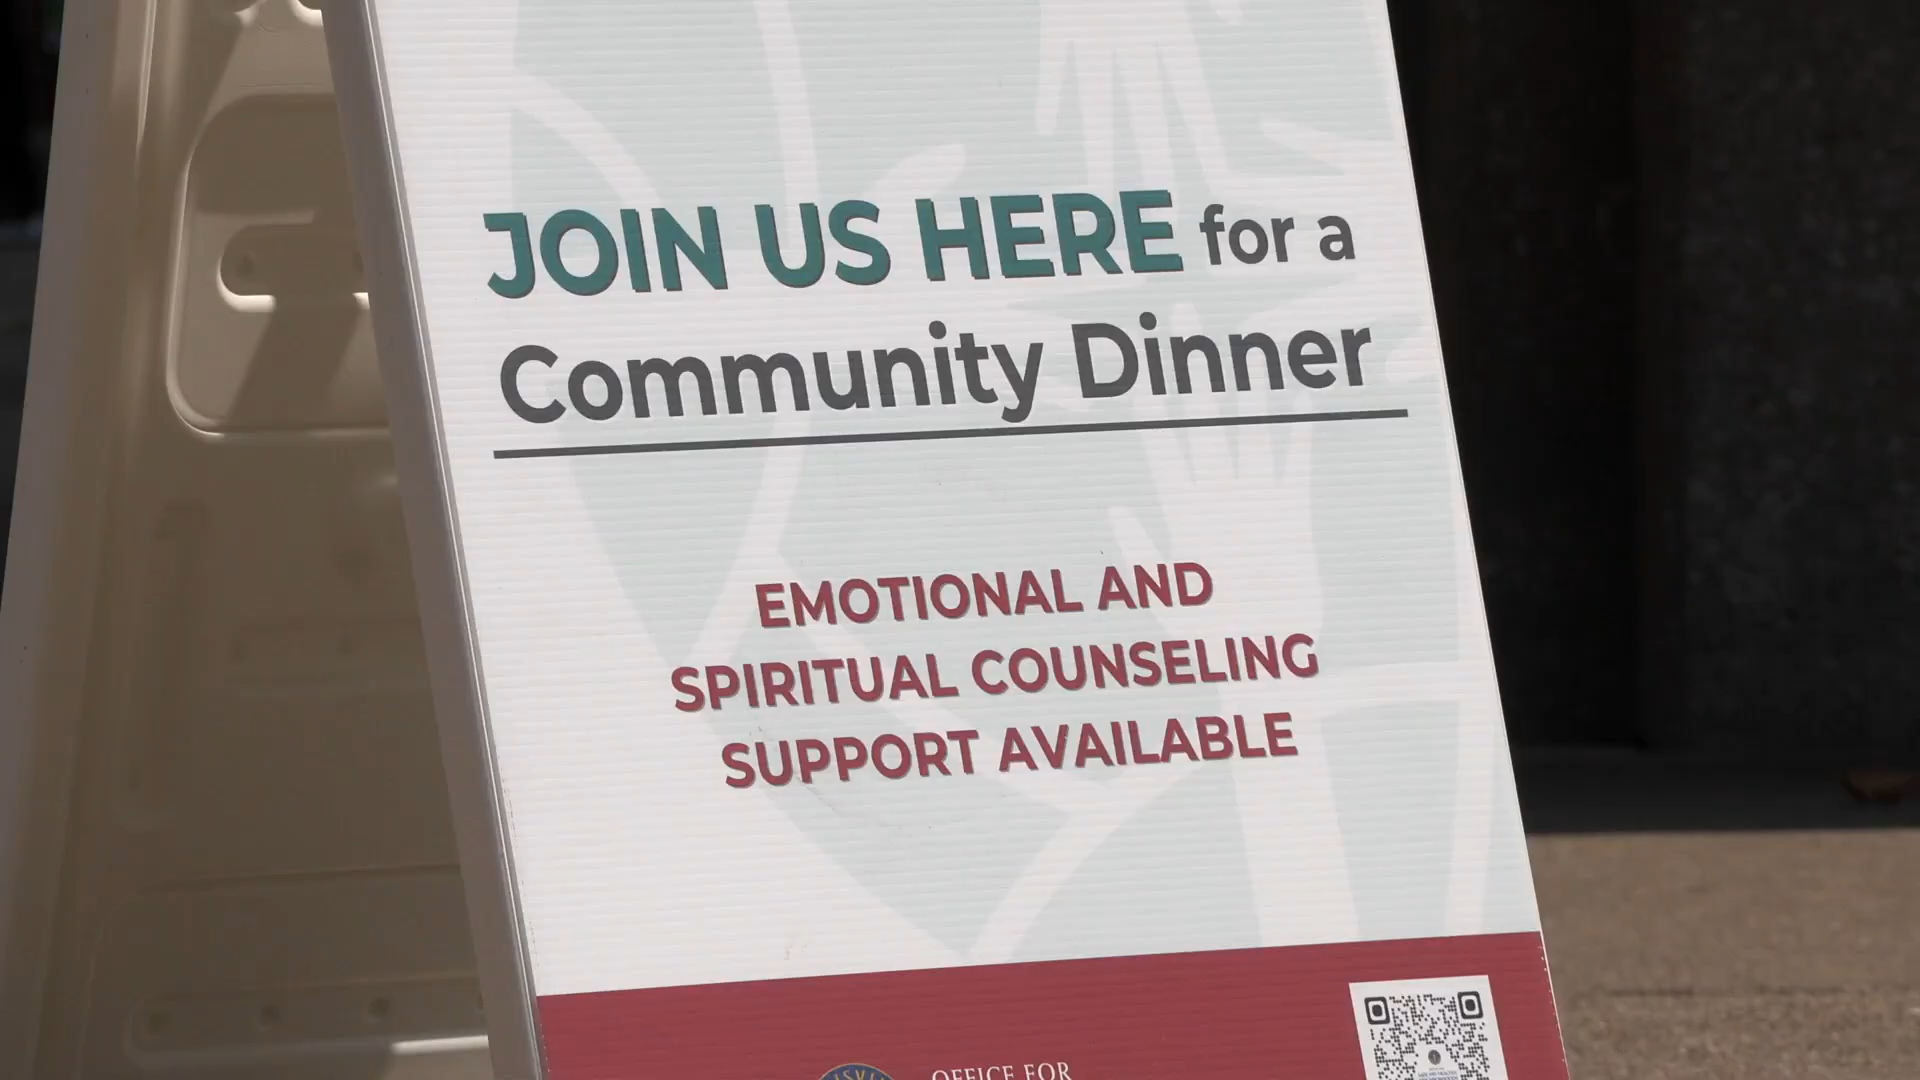 JOIN US HERE for a
Community Dinner
EMOTIONAL AND
SPIRITUAL COUNSELING
SUPPORT AVAILABLE
OFFICE FOR